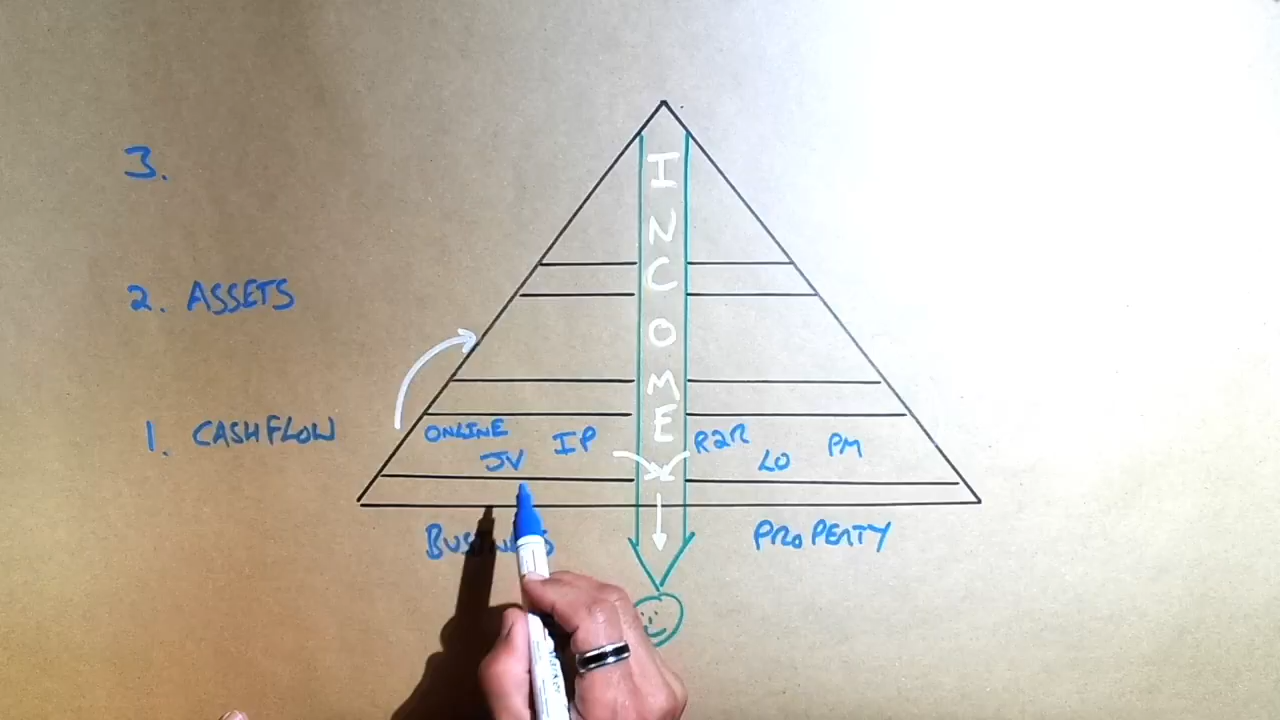 3.
2. ASSETS
1. CASHFLOW
INCOME
ONLINE
JV
IP
R2R
LO
PM
PROPERTY